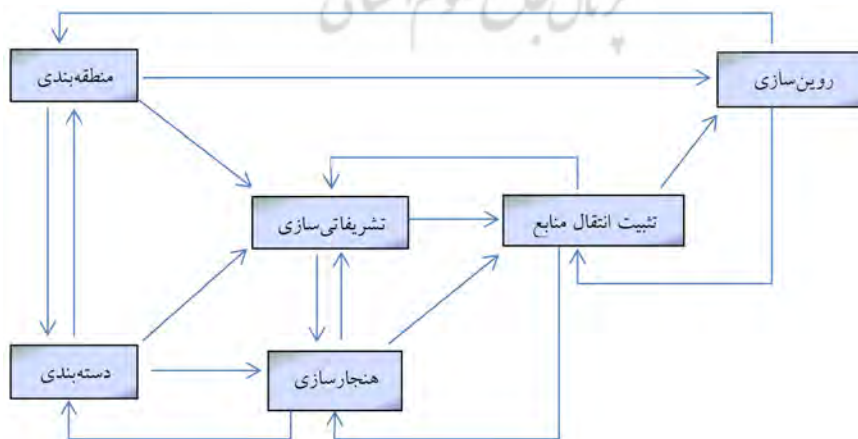 منطقه‌بندی
روین‌سازی
تشریفاتی‌سازی
تثبیت انتقال منابع
دسته‌بندی
هنجارسازی